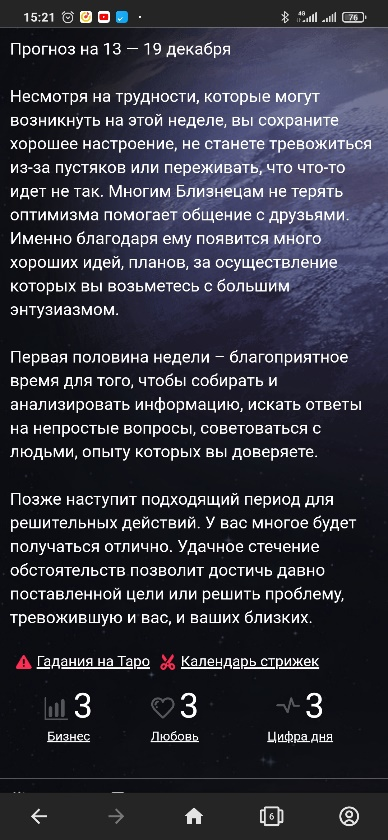 15:21
4G
76
Прогноз на 13 — 19 декабря
Несмотря на трудности, которые могут
возникнуть на этой неделе, вы сохраните
хорошее настроение, не станете тревожиться
из-за пустяков или переживать, что что-то
идет не так. Многим Близнецам не терять
оптимизма помогает общение с друзьями.
Именно благодаря ему появится много
хороших идей, планов, за осуществление
которых вы возьметесь с большим
энтузиазмом.
Первая половина недели – благоприятное
время для того, чтобы собирать и
анализировать информацию, искать ответы
на непростые вопросы, советоваться с
людьми, опыту которых вы доверяете.
Позже наступит подходящий период для
решительных действий. У вас многое будет
получаться отлично. Удачное стечение
обстоятельств позволит достичь давно
поставленной цели или решить проблему,
тревожившую и вас, и ваших близких.
Гадания на Таро Календарь стрижек
3 3 3
Бизнес Любовь Цифра дня
6